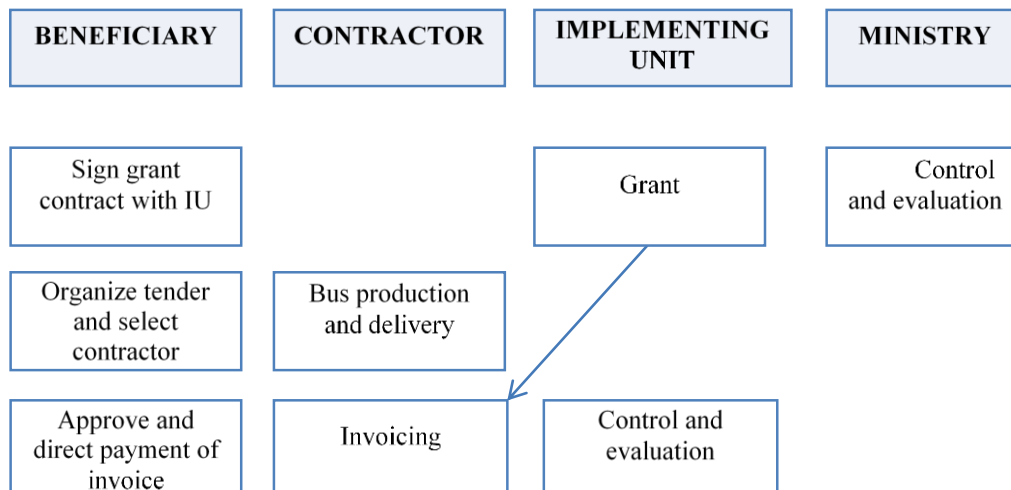 BENEFICIARY
CONTRACTOR
IMPLEMENTING
UNIT
MINISTRY
Sign grant
contract with IU
Grant
Control
and evaluation
Organize tender
and select
contractor
Bus production
and delivery
Approve and
direct payment of
invoice
Invoicing
Control and
evaluation